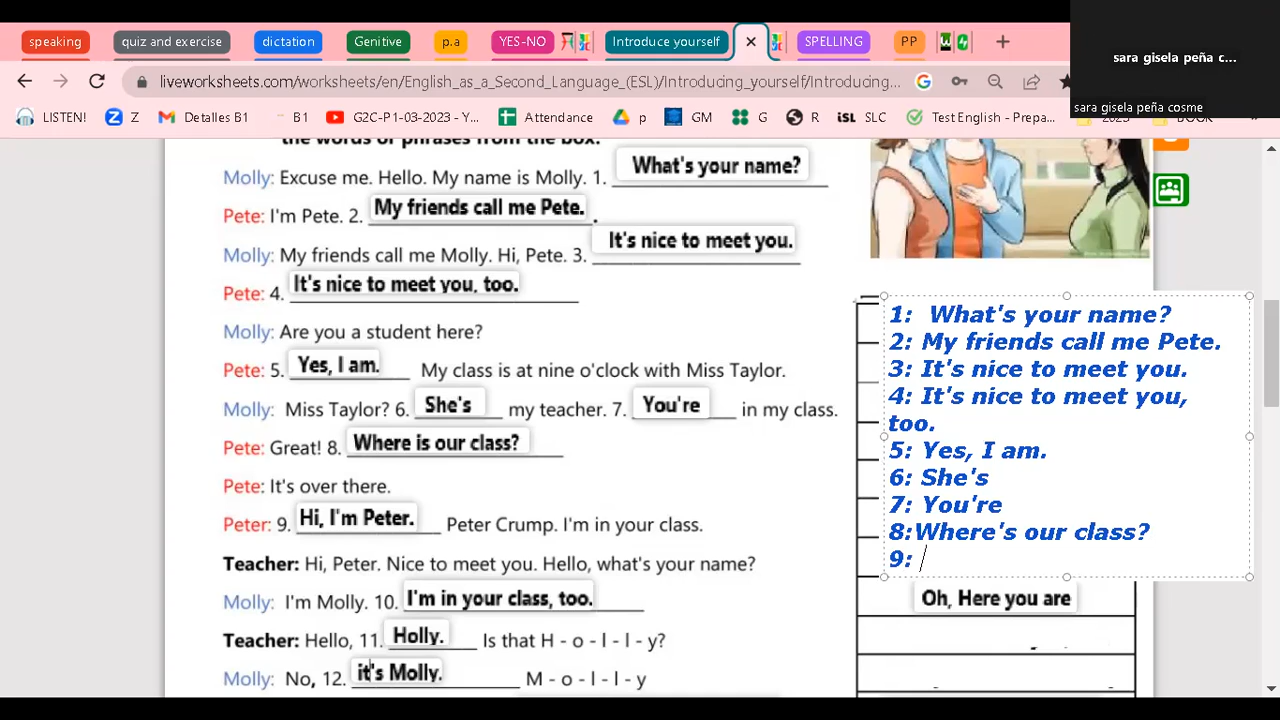 speaking
quiz and exercise
dictation
Genitive
p.a
YES-NO
Introduce yourself
SPELLING
PP
sara gisela peña c...
liveworksheets.com/worksheets/en/English_as_a_Second_Language_(ESL)/Introducing_yourself/Introducing...
sara gisela peña cosme
LISTEN!
Z
Detalles B1
B1
G2C-P1-03-2023 - Y...
Attendance
p
GM
G
R
SLC
Test English - Prepa...
2023
BOOK
the words of phrases from the box.
Molly: Excuse me. Hello. My name is Molly. 1. What's your name?
Pete: I'm Pete. 2. My friends call me Pete. .
Molly: My friends call me Molly. Hi, Pete. 3. It's nice to meet you.
Pete: 4. It's nice to meet you, too.
Molly: Are you a student here?
Pete: 5. Yes, I am. My class is at nine o'clock with Miss Taylor.
Molly: Miss Taylor? 6. She's my teacher. 7. You're in my class.
Pete: Great! 8. Where is our class?
Pete: It's over there.
Peter: 9. Hi, I'm Peter. Peter Crump. I'm in your class.
Teacher: Hi, Peter. Nice to meet you. Hello, what's your name?
Molly: I'm Molly. 10. I'm in your class, too.
Teacher: Hello, 11. Holly. Is that H - o - l - l - y?
Molly: No, 12. it's Molly. M - o - l - l - y
1: What's your name?
2: My friends call me Pete.
3: It's nice to meet you.
4: It's nice to meet you,
too.
5: Yes, I am.
6: She's
7: You're
8:Where's our class?
9:
Oh, Here you are